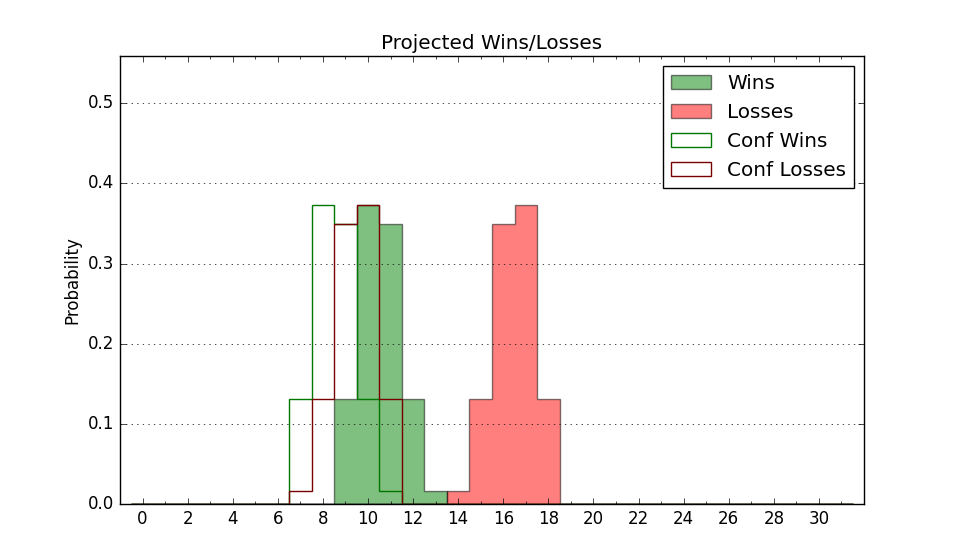 Projected Wins/Losses
Wins
Losses
Conf Wins
Conf Losses
Probability
0.5
0.4
0.3
0.2
0.1
0.0
0 2 4 6 8 10 12 14 16 18 20 22 24 26 28 30